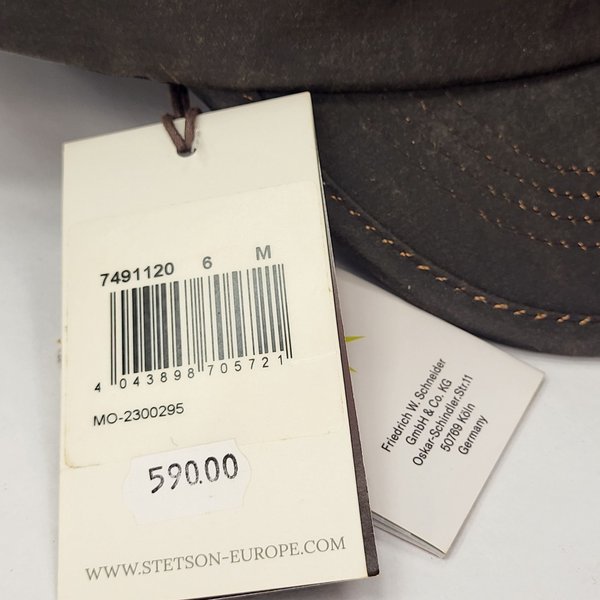 7491120 6 M
4 043898 705721
MO-2300295
590.00
WWW.STETSON-EUROPE.COM
Friedrich W. Schneider
GmbH & Co. KG
Oskar-Schindler.Str.11
50769 Köln
Germany